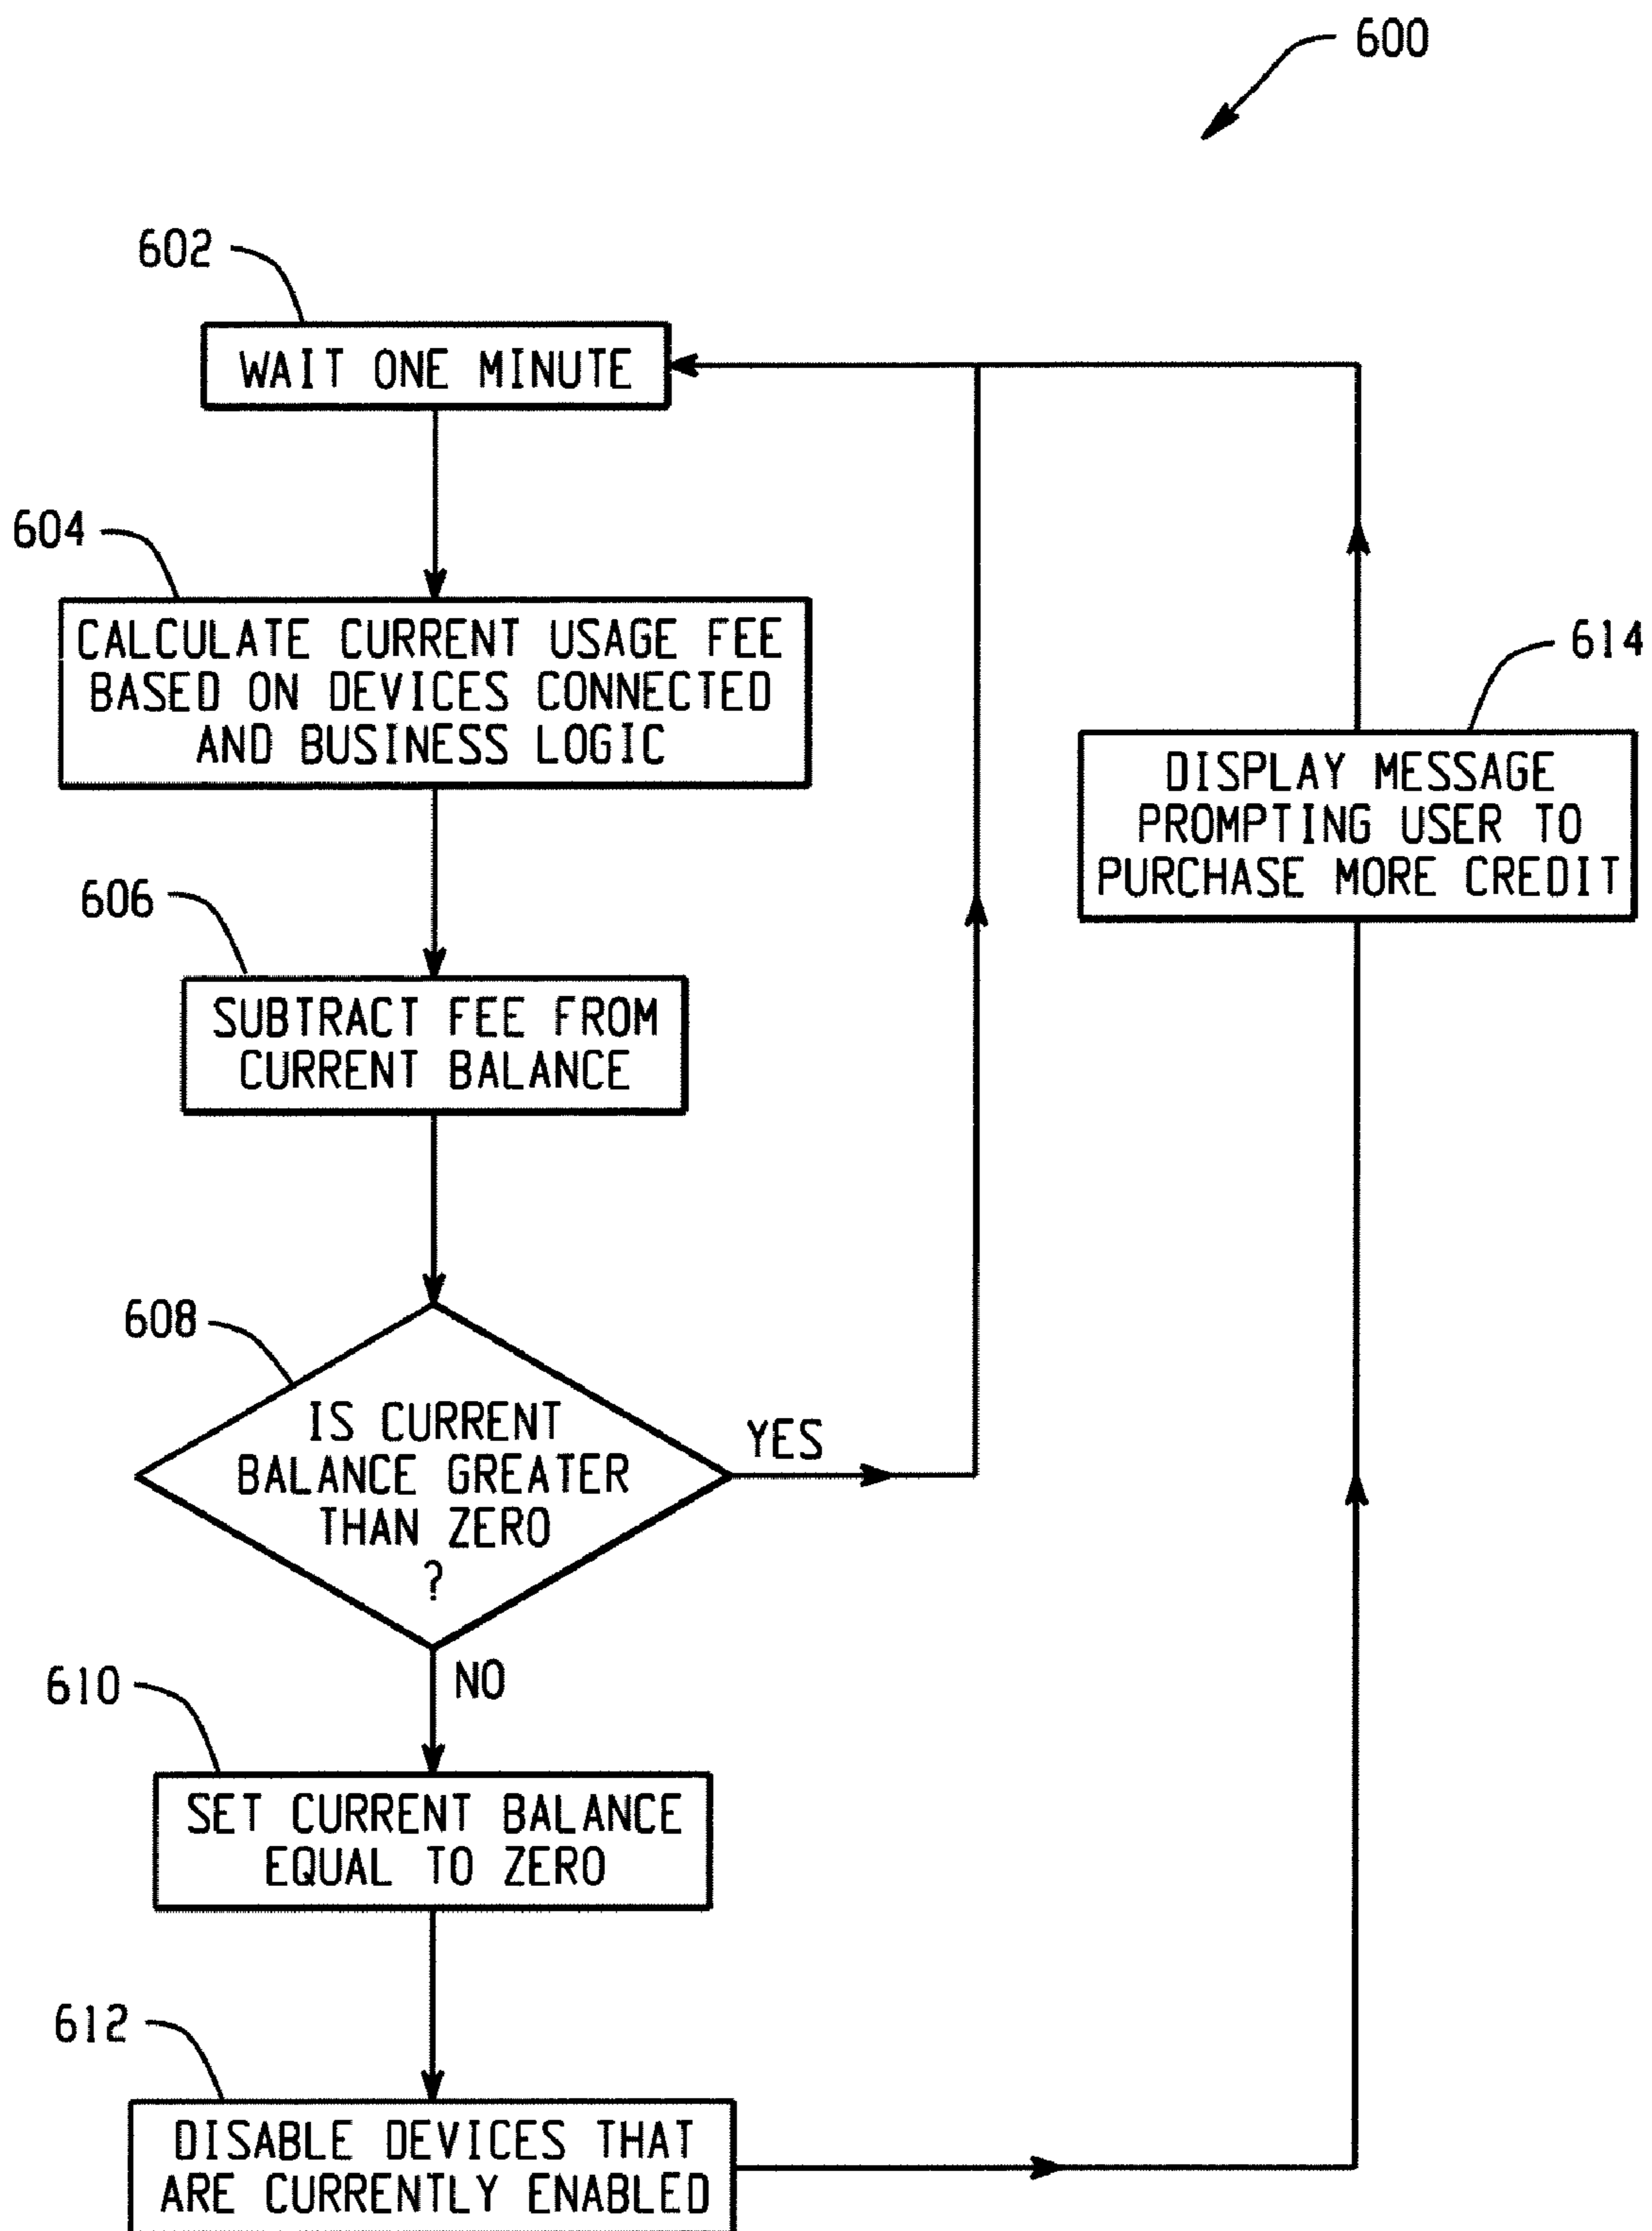 600
602
WAIT ONE MINUTE
604
CALCULATE CURRENT USAGE FEE
BASED ON DEVICES CONNECTED
AND BUSINESS LOGIC
614
DISPLAY MESSAGE
PROMPTING USER TO
PURCHASE MORE CREDIT
606
SUBTRACT FEE FROM
CURRENT BALANCE
608
IS CURRENT
BALANCE GREATER
THAN ZERO
?
YES
NO
610
SET CURRENT BALANCE
EQUAL TO ZERO
612
DISABLE DEVICES THAT
ARE CURRENTLY ENABLED